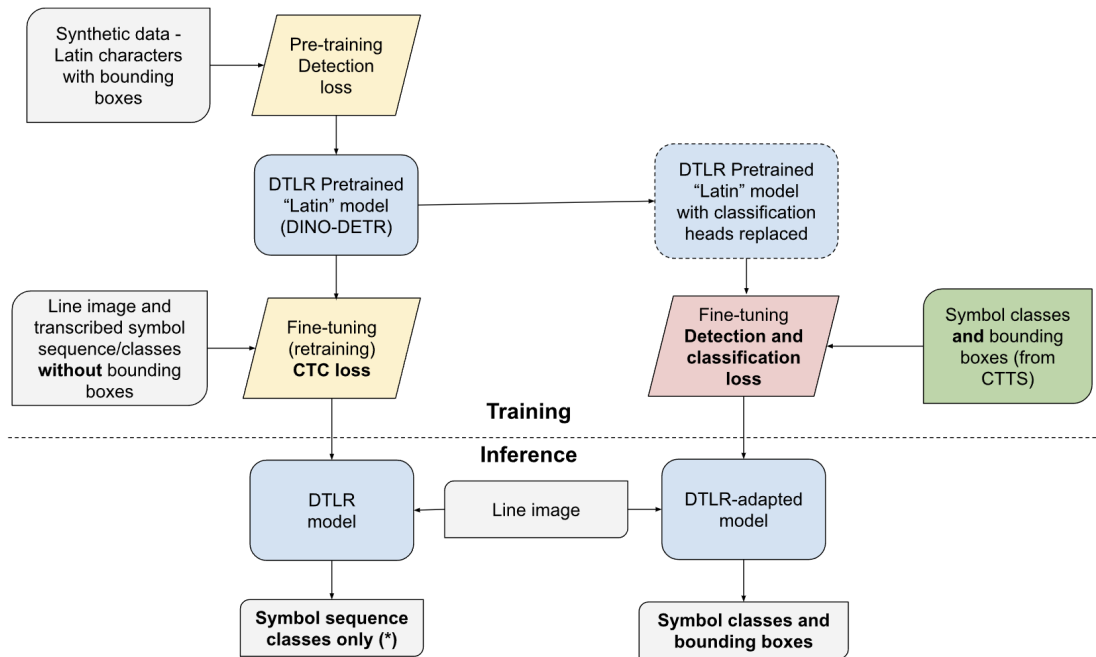 Synthetic data -
Latin characters
with bounding
boxes
Pre-training
Detection
loss
DTLR Pretrained
“Latin” model
(DINO-DETR)
DTLR Pretrained
“Latin” model
with classification
heads replaced
Line image and
transcribed symbol
sequence/classes
without bounding
boxes
Fine-tuning
(retraining)
CTC loss
Fine-tuning
Detection and
classification
loss
Symbol classes
and bounding
boxes (from
CTTS)
Training
Inference
DTLR
model
Line image
DTLR-adapted
model
Symbol sequence
classes only (*)
Symbol classes and
bounding boxes